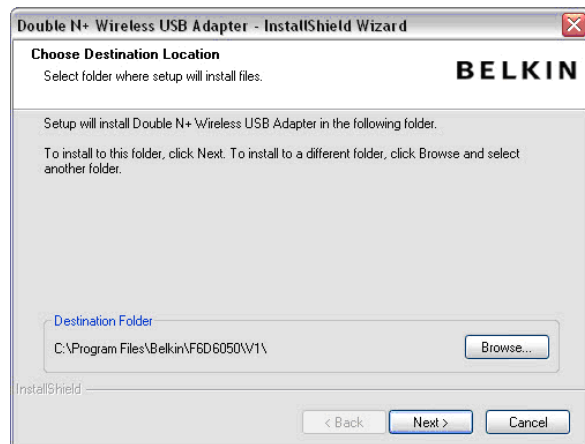 Double N+ Wireless USB Adapter - InstallShield Wizard
Choose Destination Location
Select folder where setup will install files.
BELKIN
Setup will install Double N+ Wireless USB Adapter in the following folder.
To install to this folder, click Next. To install to a different folder, click Browse and select
another folder.
Destination Folder
C:\Program Files\Belkin\F6D6050\V1\
Browse...
InstallShield
< Back
Next >
Cancel